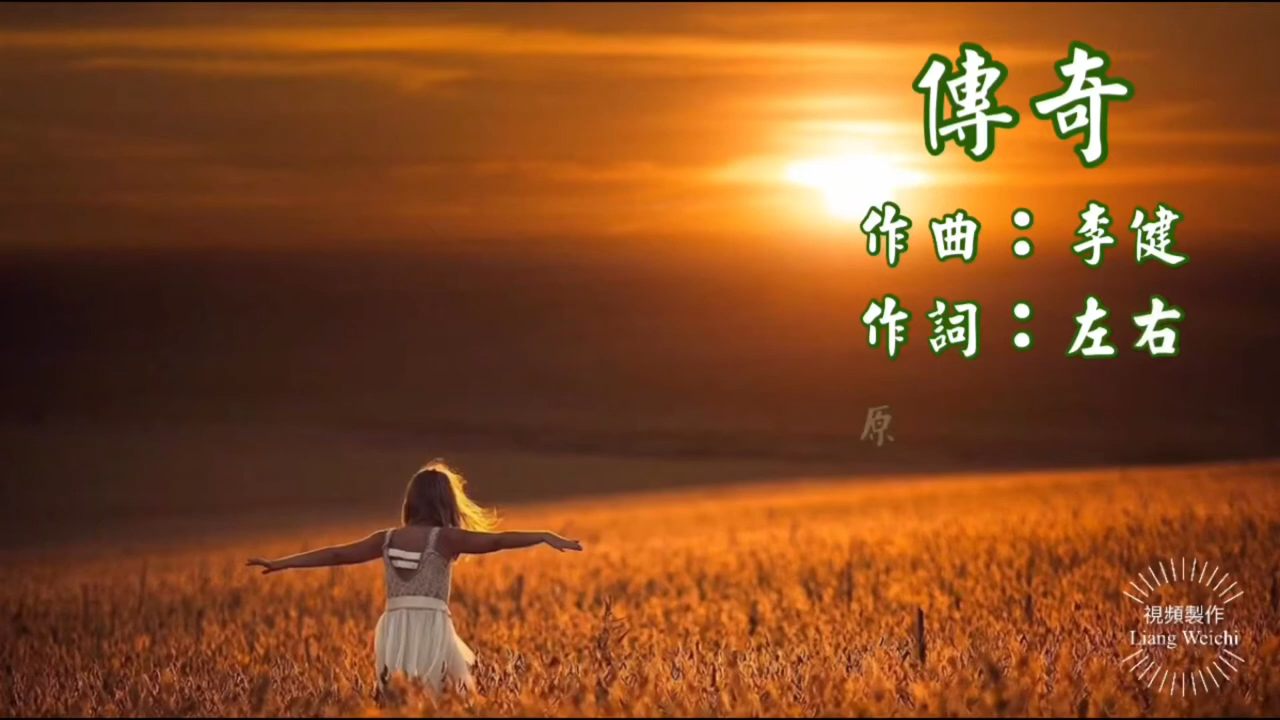 傳奇
作曲：李健
作詞：左右
原
視頻製作
Liang Weichi